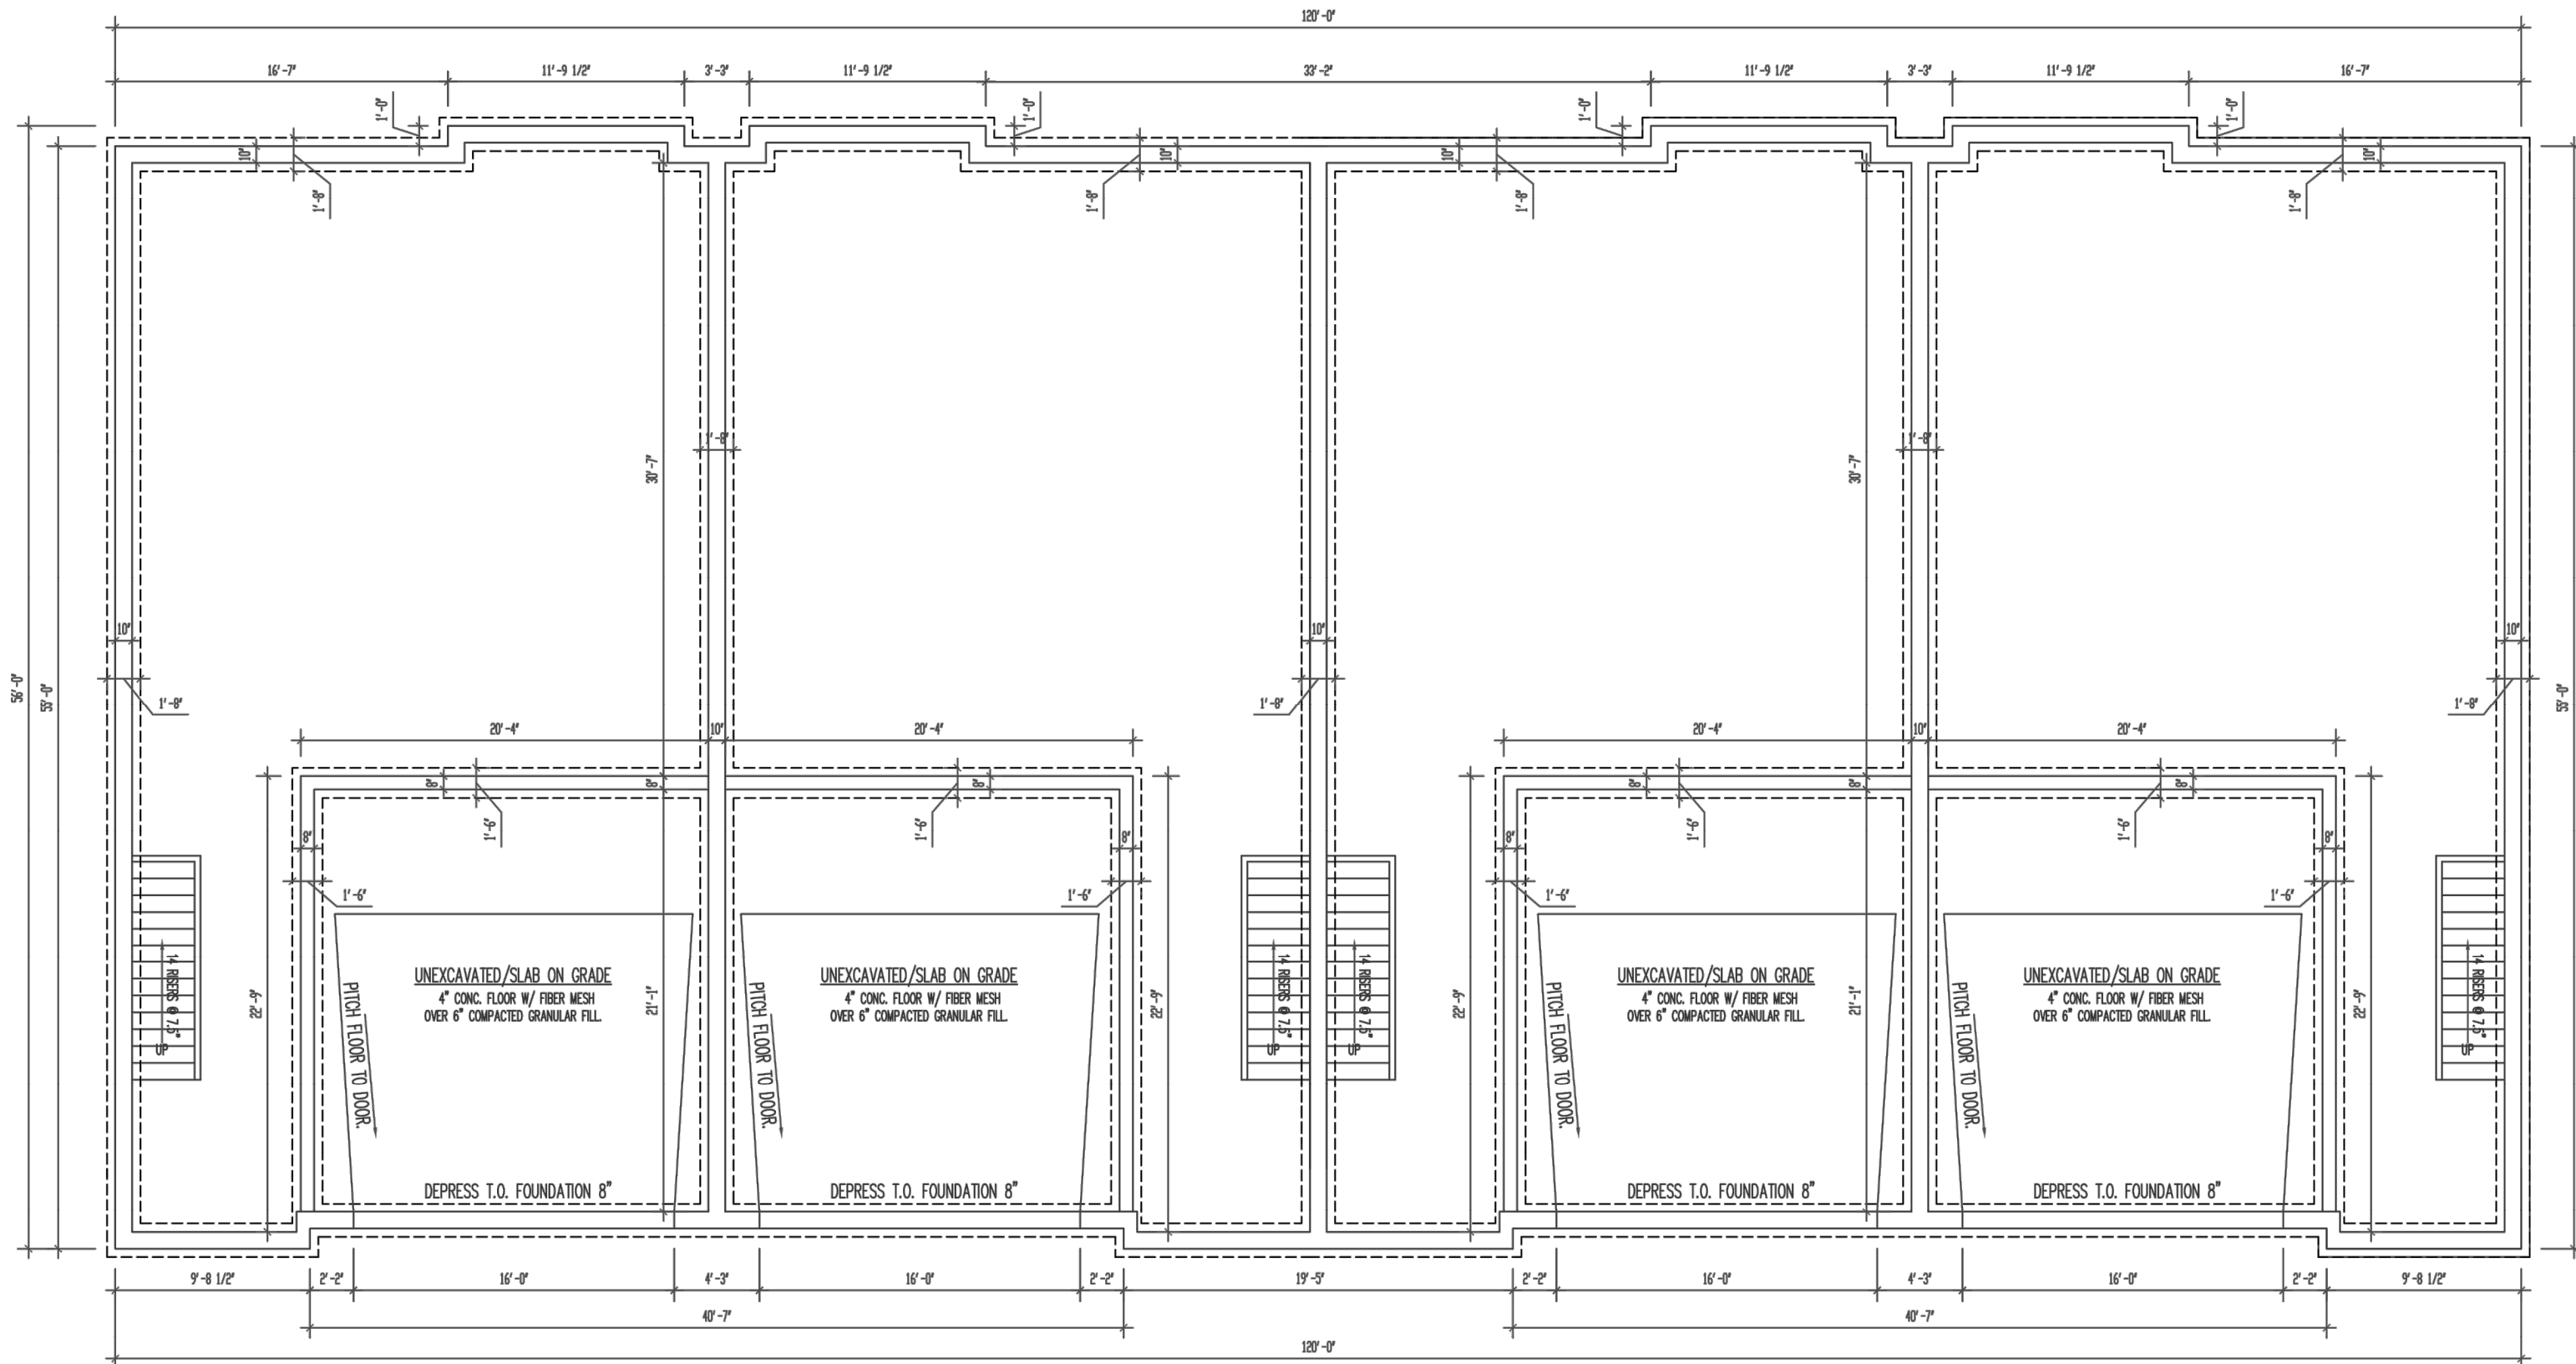 120'-0"
16'-7"
11'-9 1/2"
3'-3"
11'-9 1/2"
33'-2"
11'-9 1/2"
3'-3"
11'-9 1/2"
16'-7"
1'-0"
1'-0"
1'-0"
1'-0"
10"
10"
10"
10"
1'-8"
1'-8"
1'-8"
1'-8"
1'-8"
1'-8"
30'-7"
30'-7"
10"
10"
10"
56'-0"
55'-0"
55'-0"
1'-8"
1'-8"
1'-8"
20'-4"
10"
20'-4"
20'-4"
10"
20'-4"
8"
8"
8"
8"
8"
8"
1'-6"
1'-6"
1'-6"
1'-6"
8"
8"
8"
8"
1'-6"
1'-6"
1'-6"
1'-6"
14 RISERS @ 7.5"
UP
14 RISERS @ 7.5"
UP
14 RISERS @ 7.5"
UP
14 RISERS @ 7.5"
UP
22'-9"
22'-9"
22'-9"
22'-9"
21'-1"
21'-1"
UNEXCAVATED/SLAB ON GRADE
4" CONC. FLOOR W/ FIBER MESH
OVER 6" COMPACTED GRANULAR FILL.
UNEXCAVATED/SLAB ON GRADE
4" CONC. FLOOR W/ FIBER MESH
OVER 6" COMPACTED GRANULAR FILL.
UNEXCAVATED/SLAB ON GRADE
4" CONC. FLOOR W/ FIBER MESH
OVER 6" COMPACTED GRANULAR FILL.
UNEXCAVATED/SLAB ON GRADE
4" CONC. FLOOR W/ FIBER MESH
OVER 6" COMPACTED GRANULAR FILL.
PITCH FLOOR TO DOOR.
PITCH FLOOR TO DOOR.
PITCH FLOOR TO DOOR.
PITCH FLOOR TO DOOR.
DEPRESS T.O. FOUNDATION 8"
DEPRESS T.O. FOUNDATION 8"
DEPRESS T.O. FOUNDATION 8"
DEPRESS T.O. FOUNDATION 8"
9'-8 1/2"
2'-2"
16'-0"
4'-3"
16'-0"
2'-2"
19'-5"
2'-2"
16'-0"
4'-3"
16'-0"
2'-2"
9'-8 1/2"
40'-7"
40'-7"
120'-0"